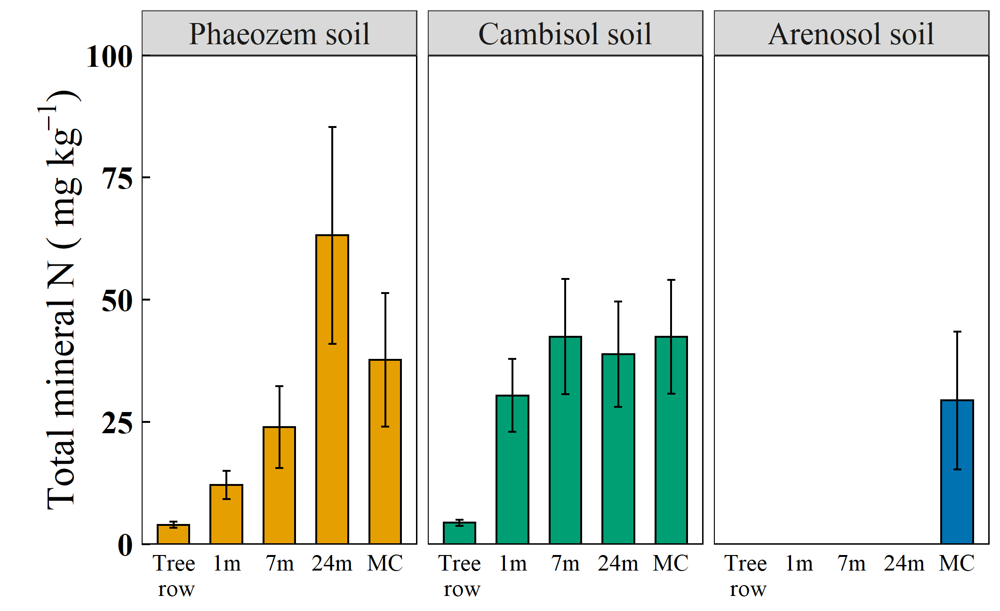 Phaeozem soil
Cambisol soil
Arenosol soil
Total mineral N ( mg kg⁻¹)
100
75
50
25
0
Tree row 1m 7m 24m MC
Tree row 1m 7m 24m MC
Tree row 1m 7m 24m MC